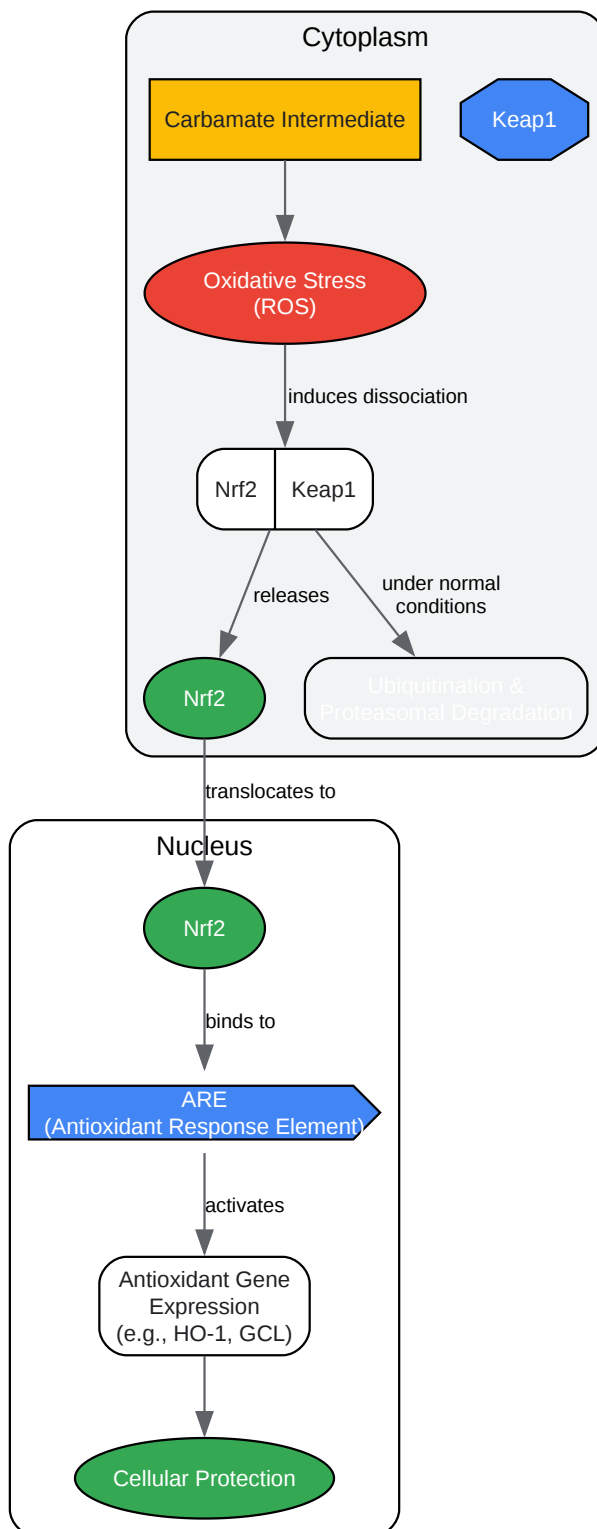 Cytoplasm
Carbamate Intermediate
Keap1
Oxidative Stress
(ROS)
induces dissociation
Nrf2
Keap1
releases
under normal
conditions
Nrf2
Ubiquitination &
Proteasomal Degradation
translocates to
Nucleus
Nrf2
binds to
ARE
(Antioxidant Response Element)
activates
Antioxidant Gene
Expression
(e.g., HO-1, GCL)
Cellular Protection